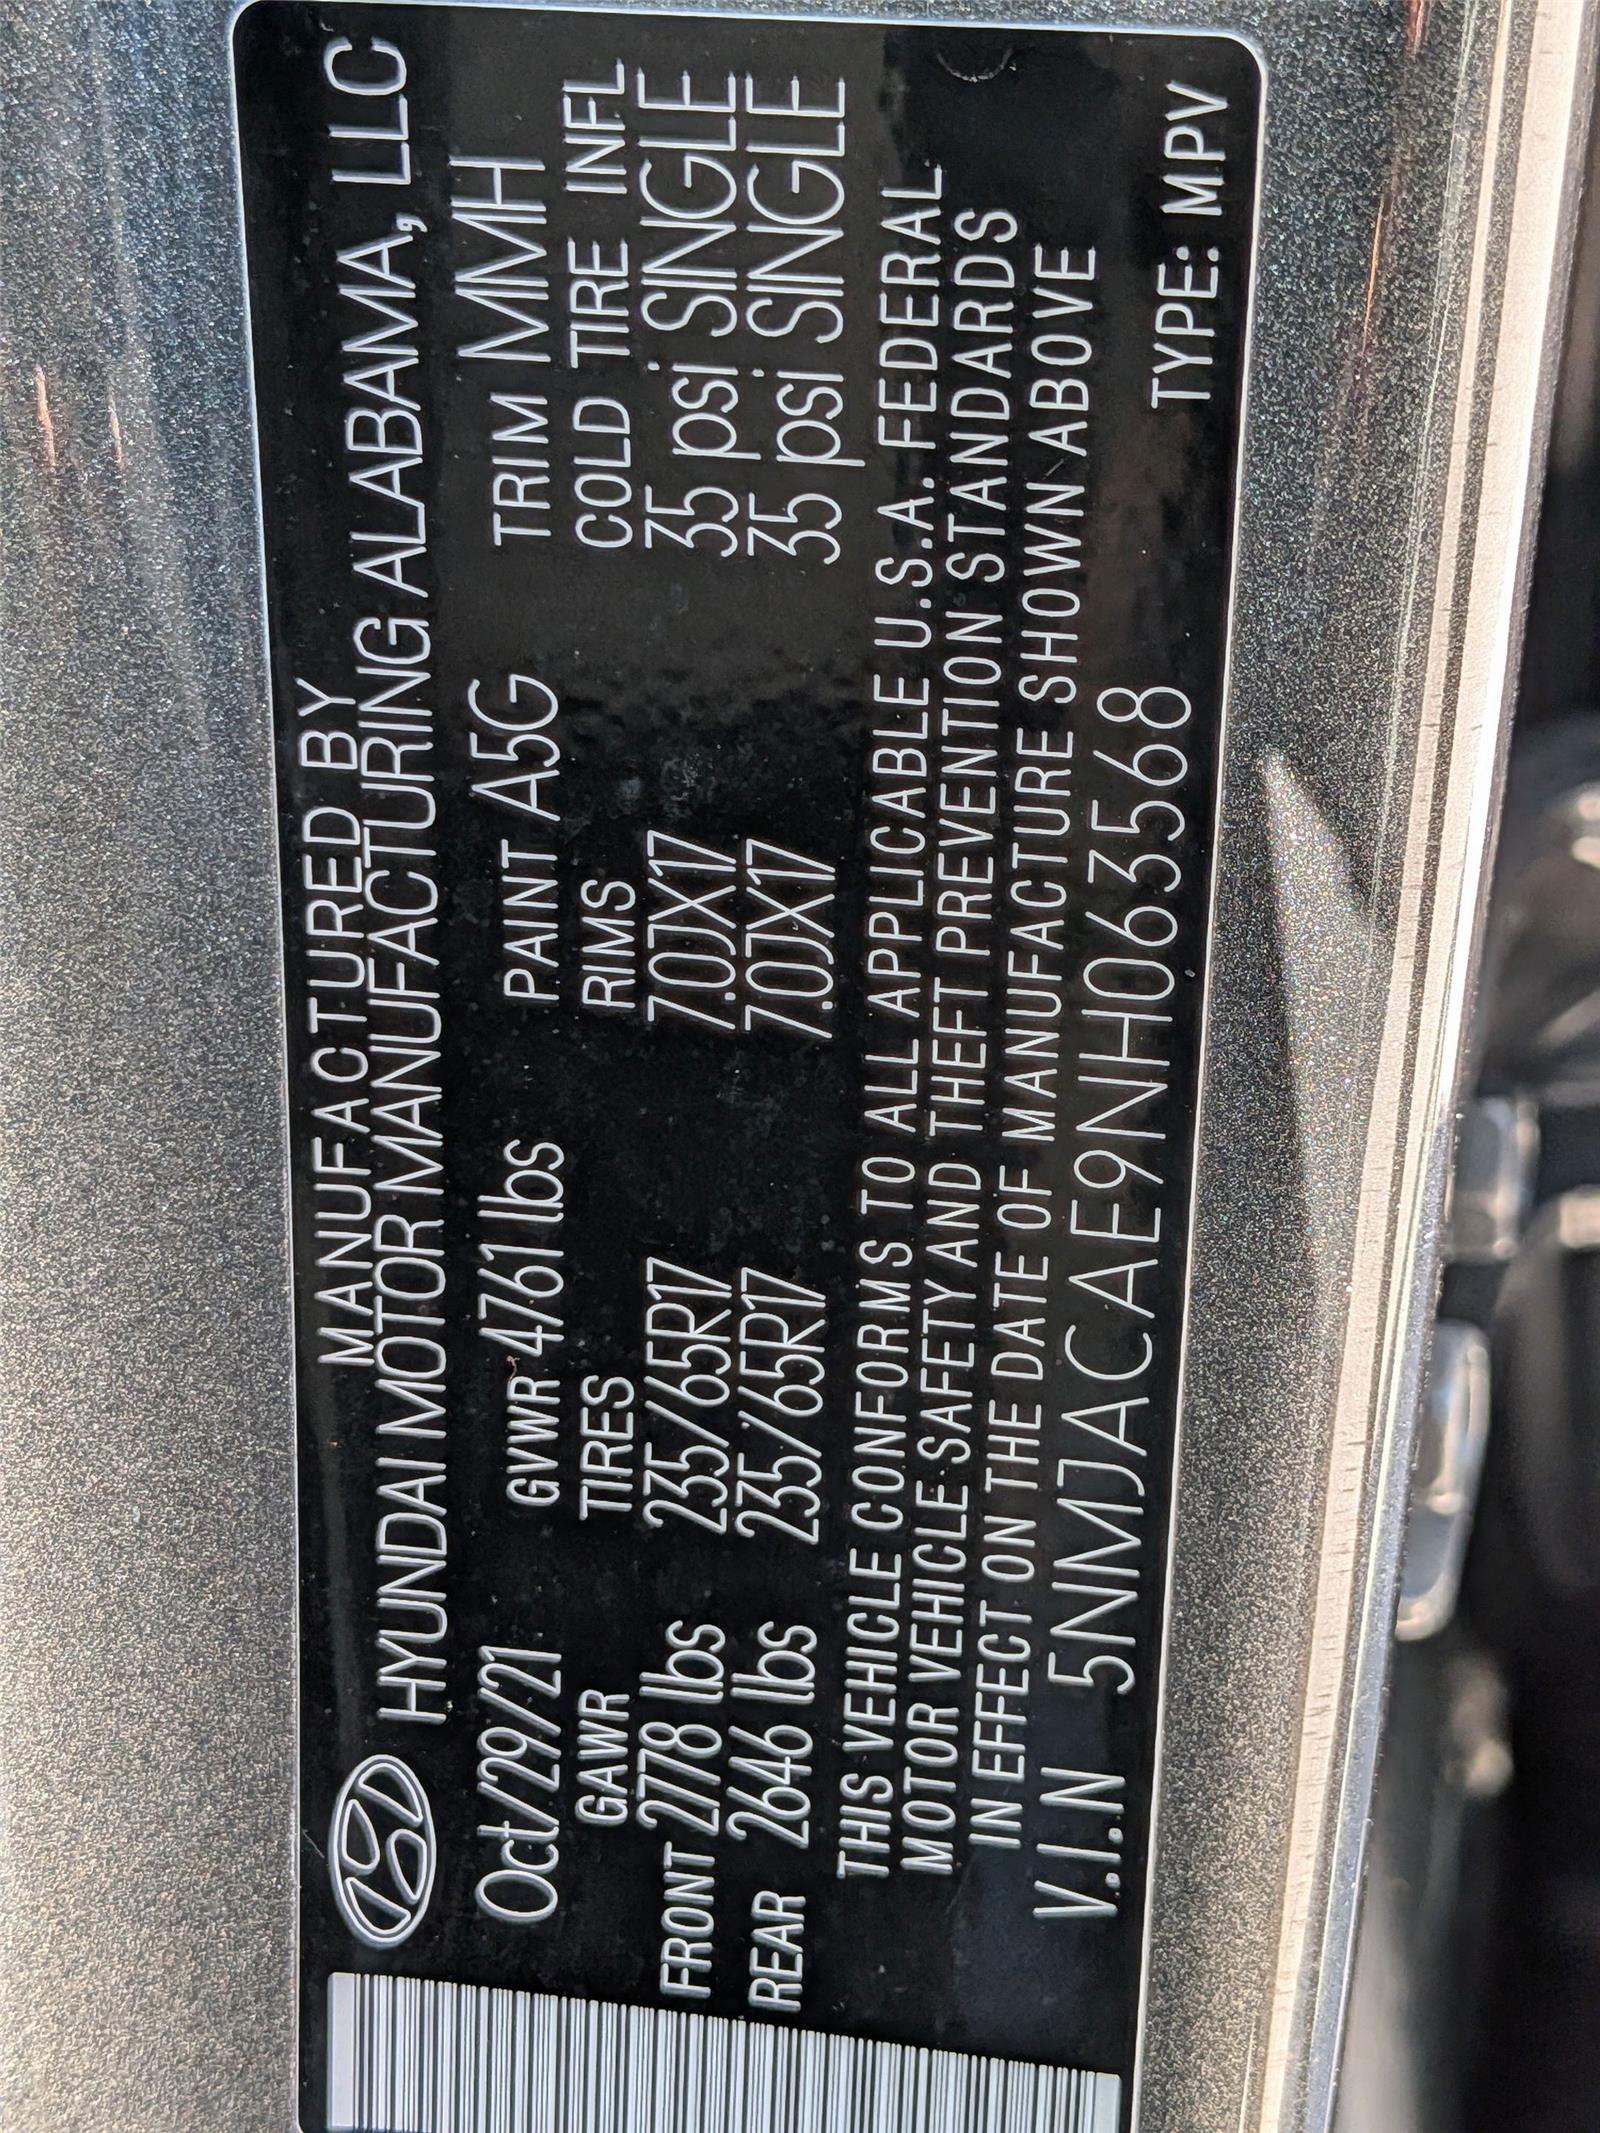 MANUFACTURED BY
HYUNDAI MOTOR MANUFACTURING ALABAMA, LLC
Oct/29/21 GVWR 4761 lbs PAINT A5G TRIM MMH
GAWR TIRES RIMS COLD TIRE INFL
FRONT 2778 lbs 235/65R17 7.0JX17 35 psi SINGLE
REAR 2646 lbs 235/65R17 7.0JX17 35 psi SINGLE
THIS VEHICLE CONFORMS TO ALL APPLICABLE U.S.A. FEDERAL
MOTOR VEHICLE SAFETY AND THEFT PREVENTION STANDARDS
IN EFFECT ON THE DATE OF MANUFACTURE SHOWN ABOVE
V.I.N 5NMJACAE9NH063568 TYPE: MPV